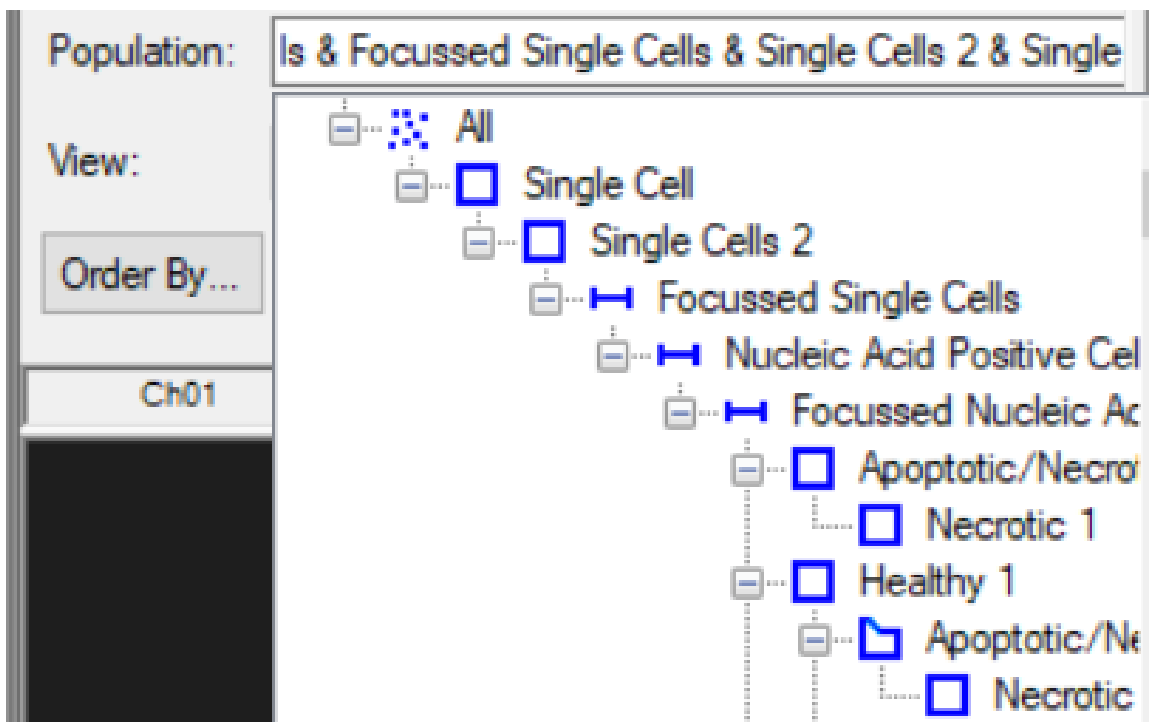 Population: ls & Focussed Single Cells & Single Cells 2 & Single
All
View:
Single Cell
Single Cells 2
Order By...
Focussed Single Cells
Nucleic Acid Positive Cel
Ch01
Focussed Nucleic Ac
Apoptotic/Necrot
Necrotic 1
Healthy 1
Apoptotic/Ne
Necrotic